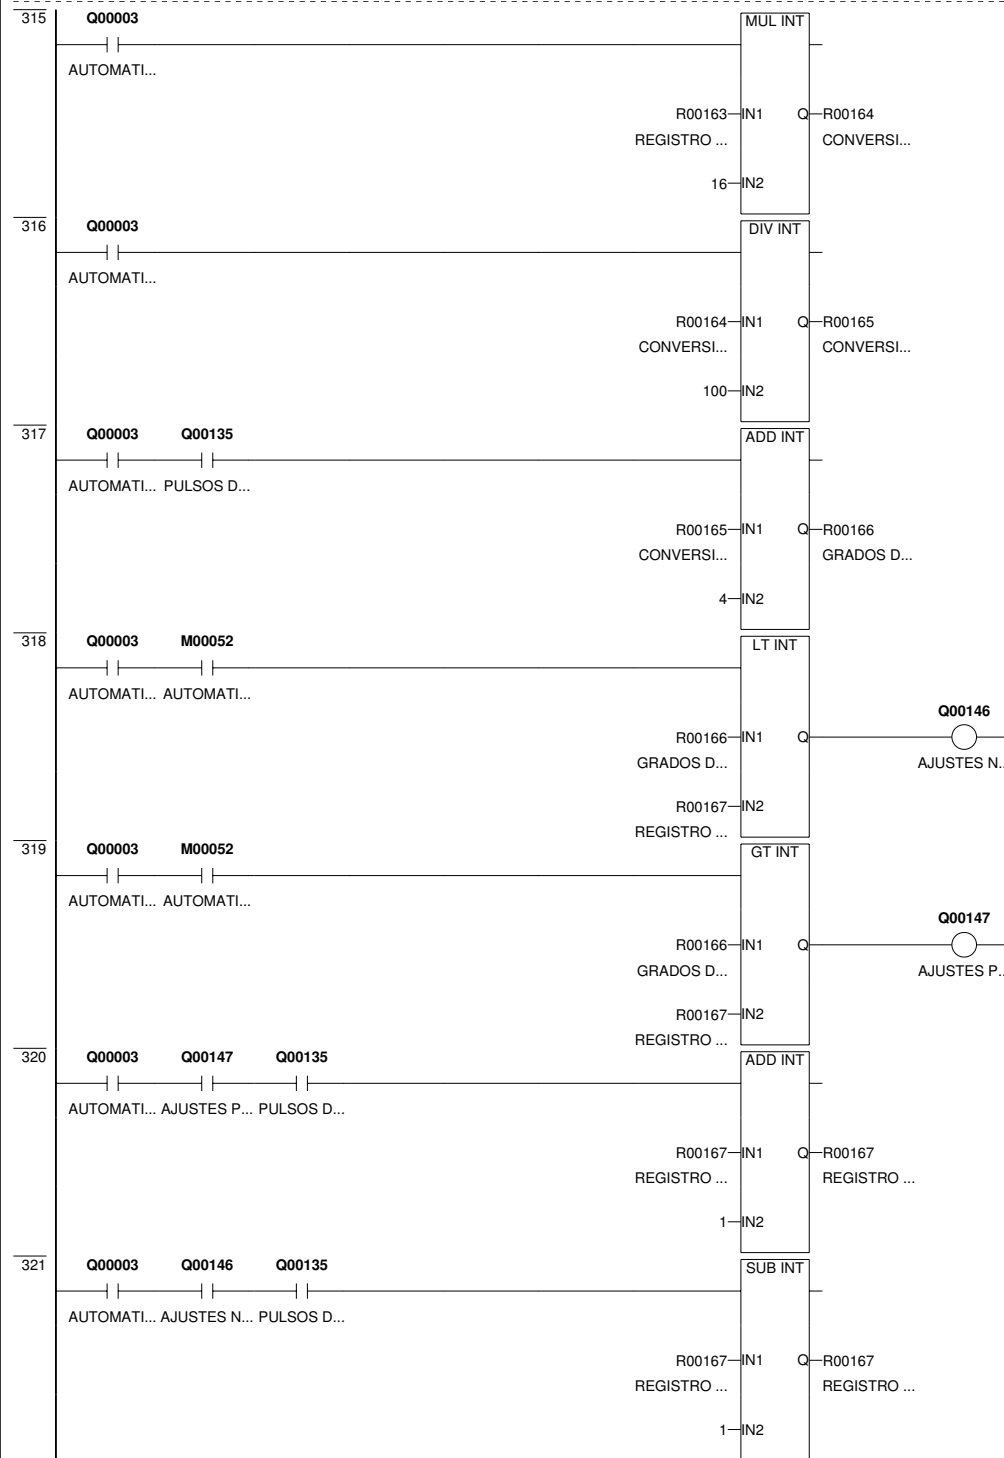 315 Q00003 MUL INT
AUTOMATI...
R00163 IN1 Q R00164
REGISTRO ... CONVERSI...
16 IN2
316 Q00003 DIV INT
AUTOMATI...
R00164 IN1 Q R00165
CONVERSI... CONVERSI...
100 IN2
317 Q00003 Q00135 ADD INT
AUTOMATI... PULSOS D...
R00165 IN1 Q R00166
CONVERSI... GRADOS D...
4 IN2
318 Q00003 M00052 LT INT
AUTOMATI... AUTOMATI...
Q00146
R00166 IN1 Q
GRADOS D... AJUSTES N..
R00167 IN2
REGISTRO ...
319 Q00003 M00052 GT INT
AUTOMATI... AUTOMATI...
Q00147
R00166 IN1 Q
GRADOS D... AJUSTES P..
R00167 IN2
REGISTRO ...
320 Q00003 Q00147 Q00135 ADD INT
AUTOMATI... AJUSTES P... PULSOS D...
R00167 IN1 Q R00167
REGISTRO ... REGISTRO ...
1 IN2
321 Q00003 Q00146 Q00135 SUB INT
AUTOMATI... AJUSTES N... PULSOS D...
R00167 IN1 Q R00167
REGISTRO ... REGISTRO ...
1 IN2